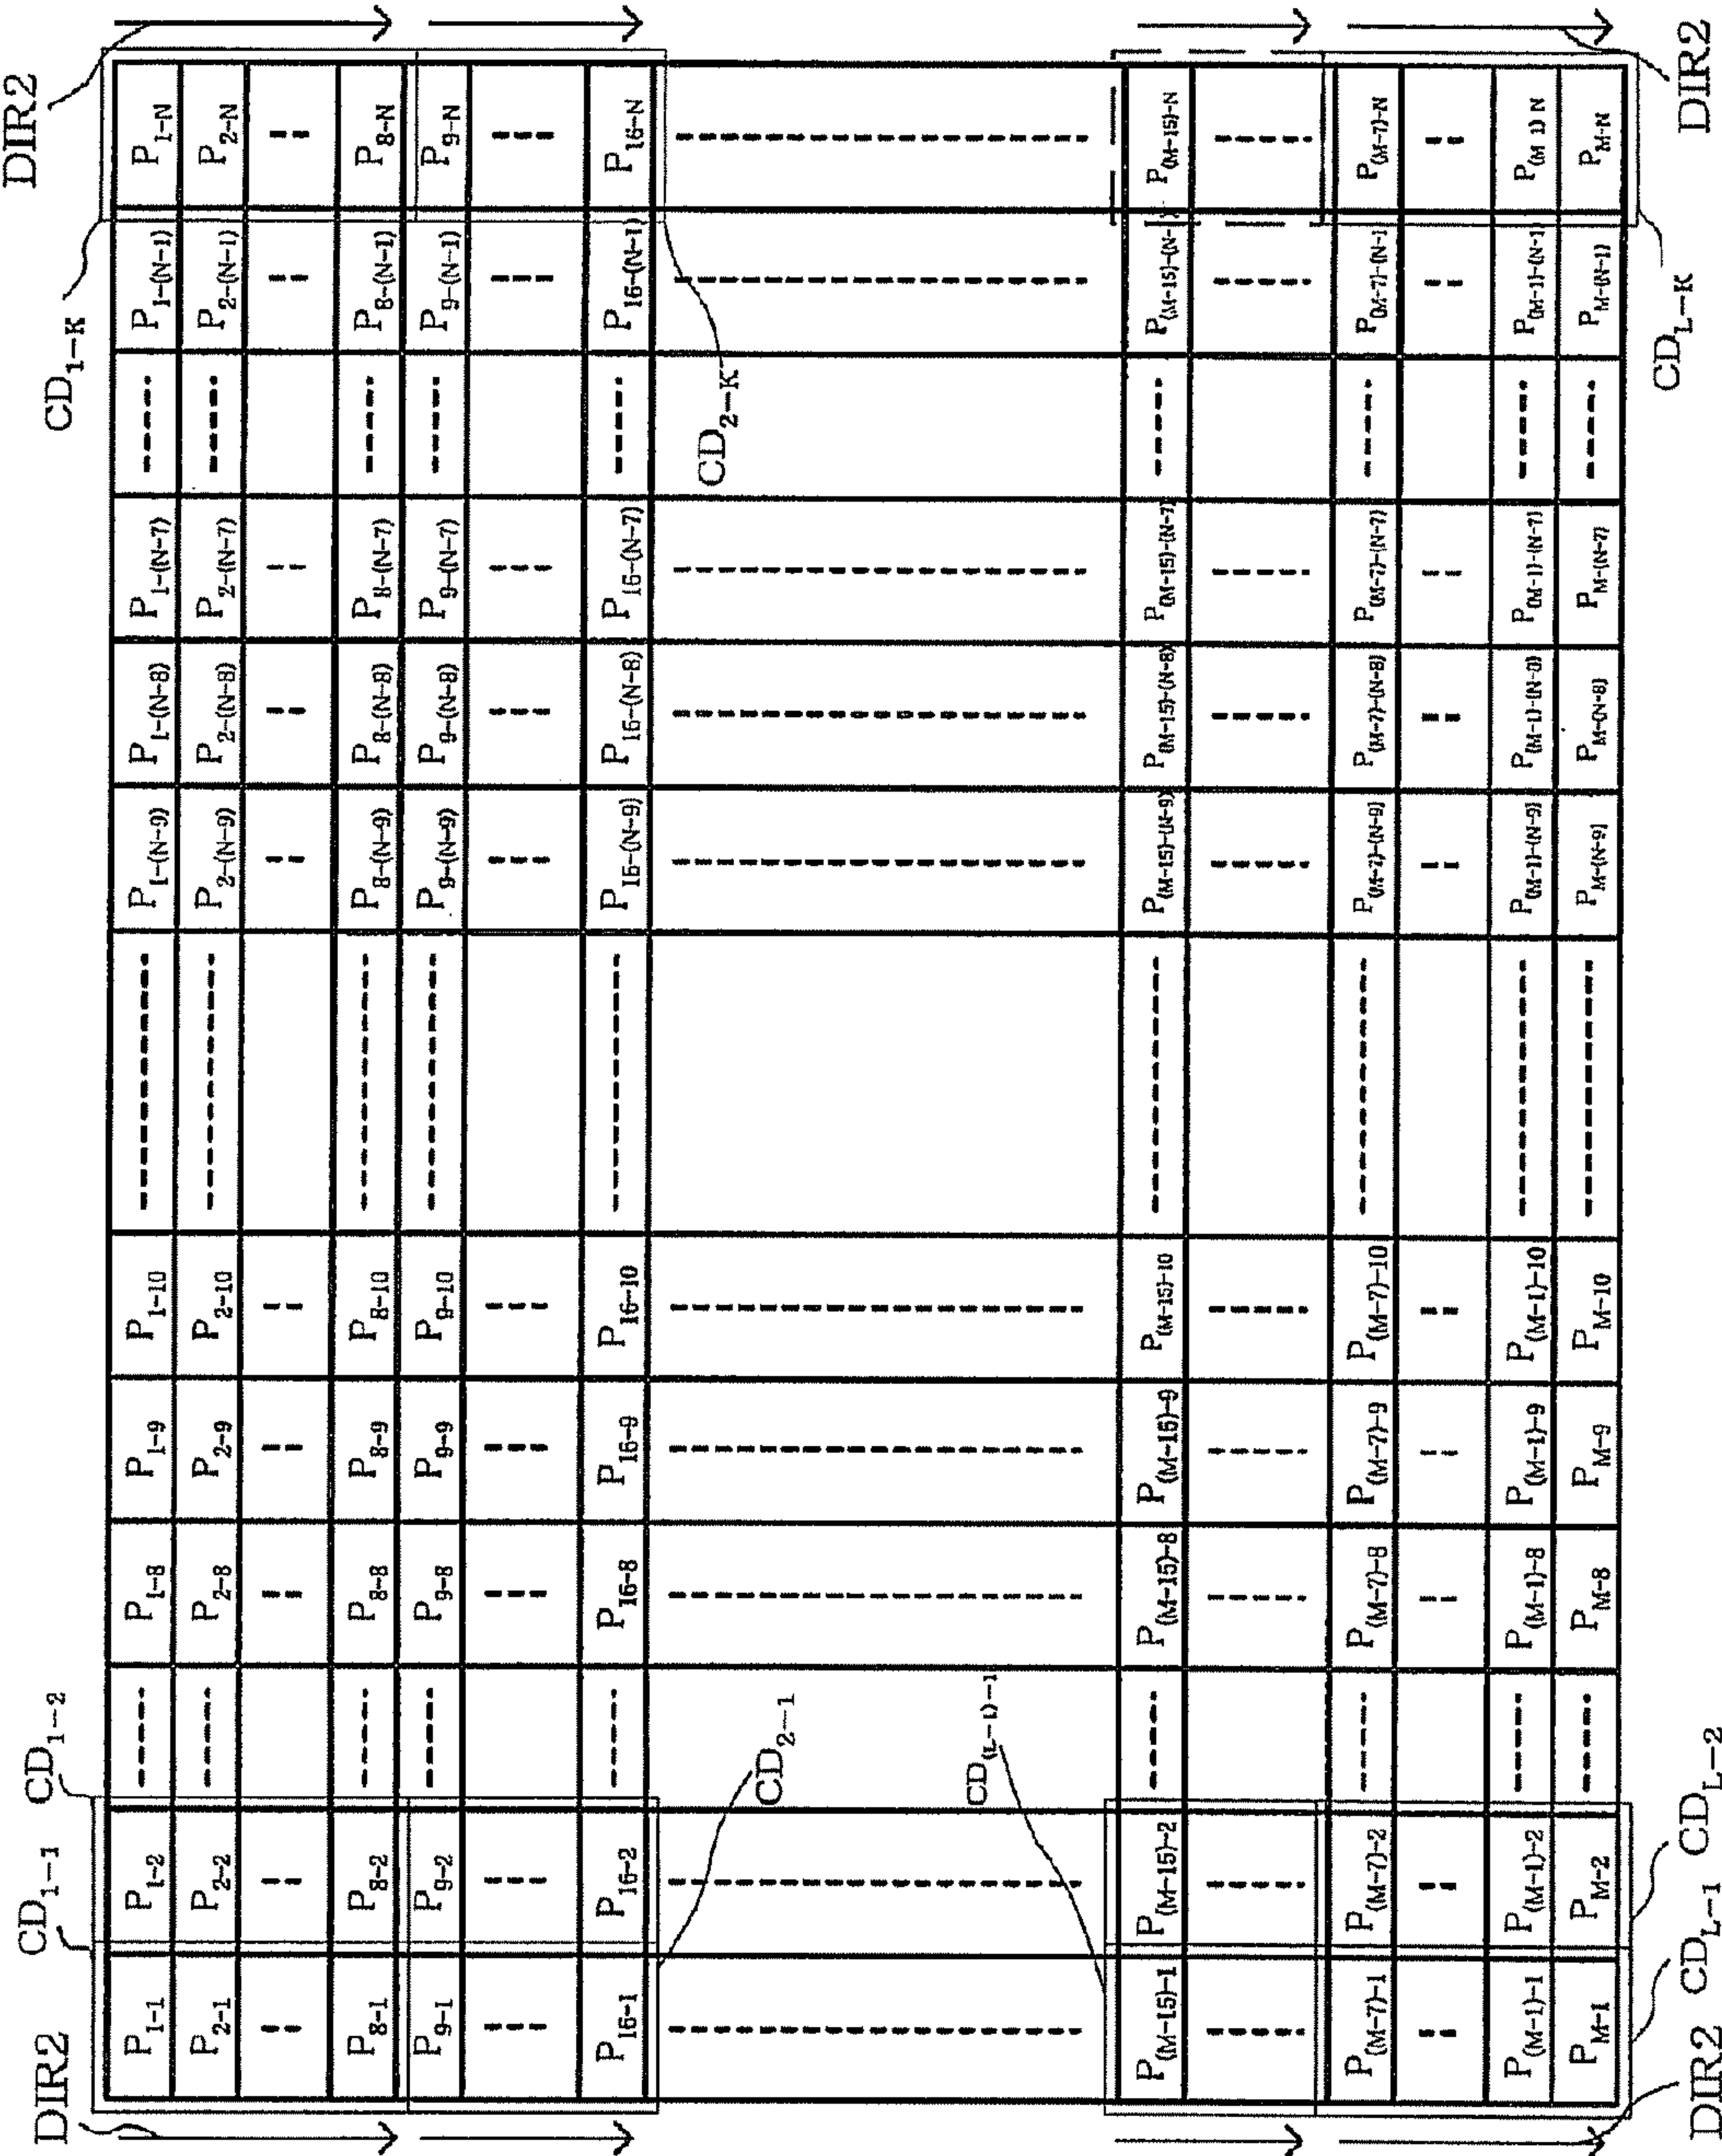 DIR2 CD1-1 CD1-2 CD1-K DIR2
P1-1 P1-2 ----- P1-8 P1-9 P1-10 ------------- P1-(N-9) P1-(N-8) P1-(N-7) ----- P1-(N-1) P1-N
P2-1 P2-2 ----- P2-8 P2-9 P2-10 ------------- P2-(N-9) P2-(N-8) P2-(N-7) ----- P2-(N-1) P2-N
P8-1 P8-2 ----- P8-8 P8-9 P8-10 ------------- P8-(N-9) P8-(N-8) P8-(N-7) ----- P8-(N-1) P8-N
P9-1 P9-2 ----- P9-8 P9-9 P9-10 ------------- P9-(N-9) P9-(N-8) P9-(N-7) ----- P9-(N-1) P9-N
P16-1 P16-2 ----- P16-8 P16-9 P16-10 ------------- P16-(N-9) P16-(N-8) P16-(N-7) ----- P16-(N-1) P16-N
CD2-1 CD2-K
CD(L-1)-1
P(M-15)-1 P(M-15)-2 ----- P(M-15)-8 P(M-15)-9 P(M-15)-10 ------------- P(M-15)-(N-9) P(M-15)-(N-8) P(M-15)-(N-7) ----- P(M-15)-(N-1) P(M-15)-N
P(M-7)-1 P(M-7)-2 ----- P(M-7)-8 P(M-7)-9 P(M-7)-10 ------------- P(M-7)-(N-9) P(M-7)-(N-8) P(M-7)-(N-7) ----- P(M-7)-(N-1) P(M-7)-N
P(M-1)-1 P(M-1)-2 ----- P(M-1)-8 P(M-1)-9 P(M-1)-10 ------------- P(M-1)-(N-9) P(M-1)-(N-8) P(M-1)-(N-7) ----- P(M-1)-(N-1) P(M 1) N
PM-1 PM-2 ----- PM-8 PM-9 PM-10 ------------- PM-(N-9) PM-(N-8) PM-(N-7) ----- PM-(N-1) PM-N
DIR2 CDL-1 CDL-2 CDL-K DIR2